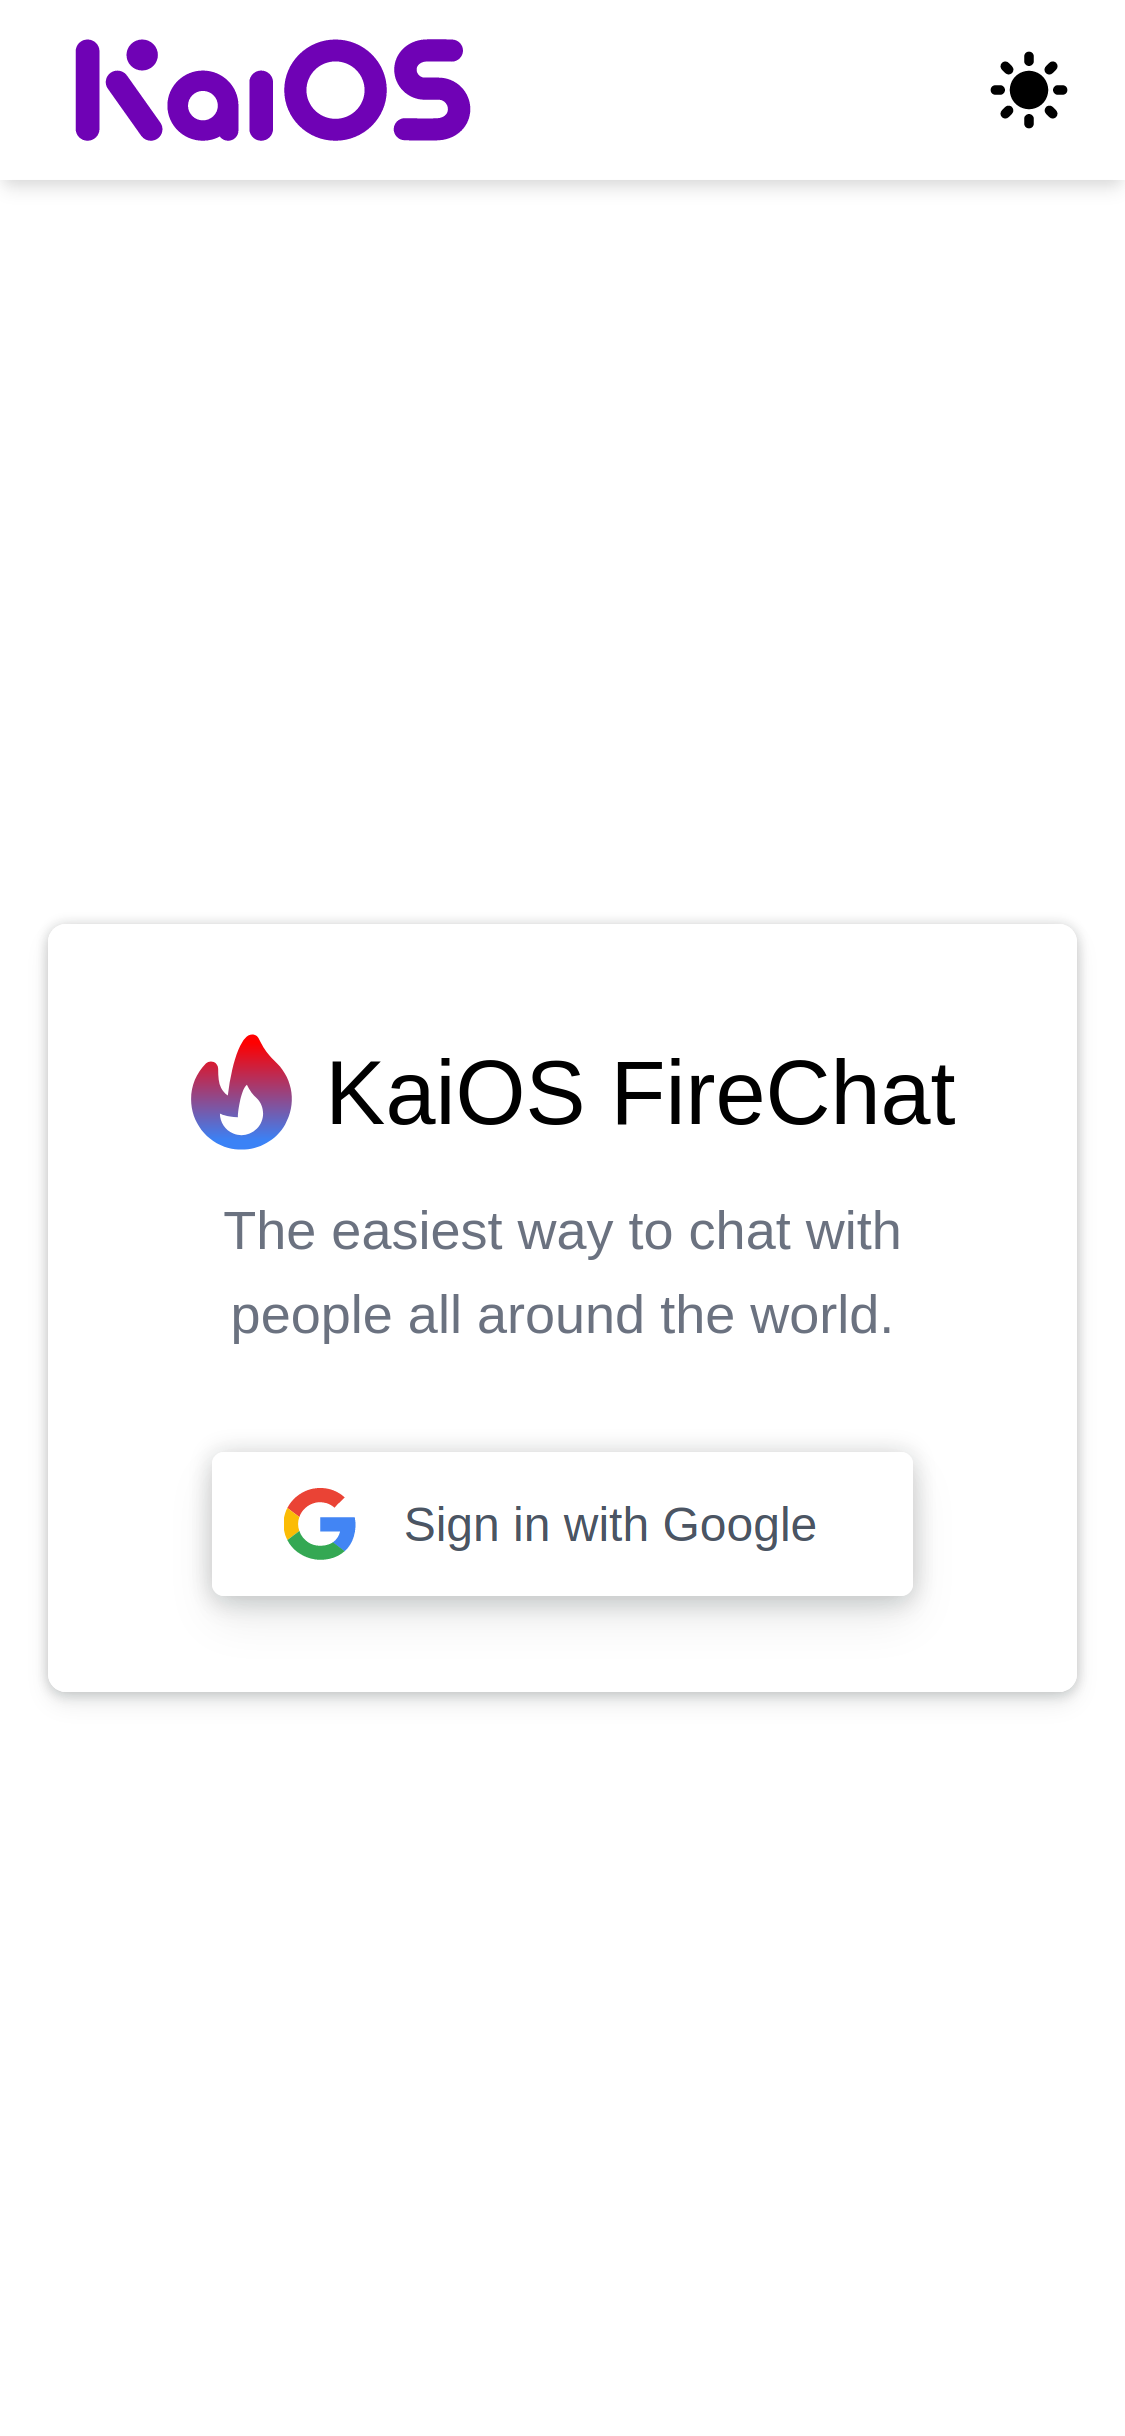 KaiOS
KaiOS FireChat
The easiest way to chat with
people all around the world.
Sign in with Google